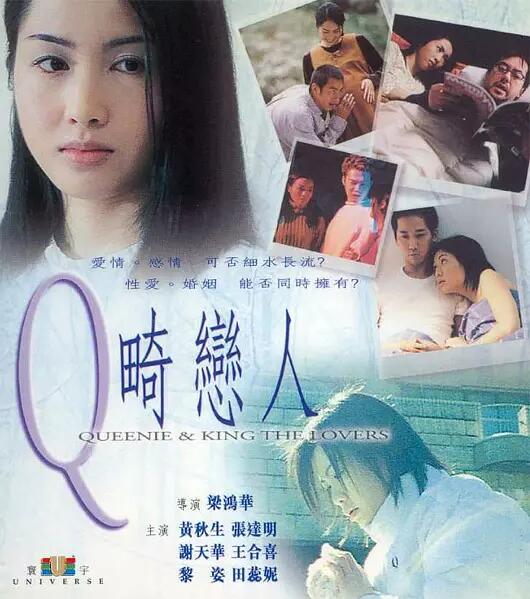 愛情。感情 可否細水長流?
性愛。婚姻 能否同時擁有?
Q畸戀人
QUEENIE & KING THE LOVERS
導演 梁鴻華
主演 黃秋生 張達明
謝天華 王合喜
黎 姿 田蕊妮
寰 U 宇
UNIVERSE